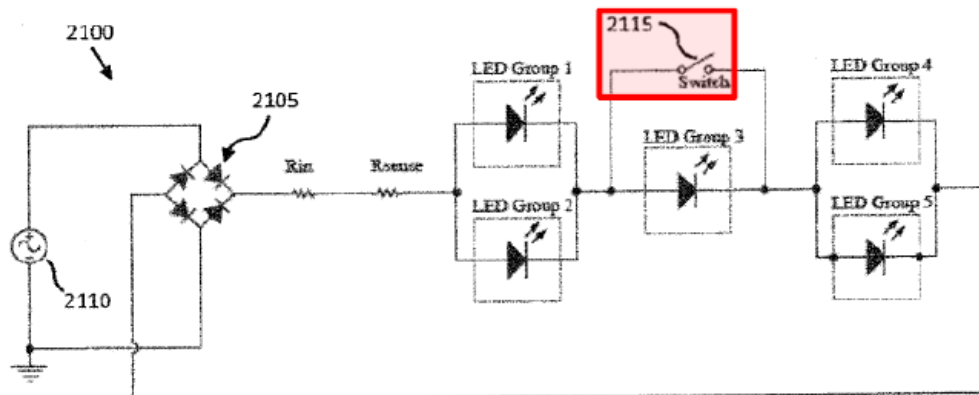 2100
2115
LED Group 1
Switch
LED Group 4
2105
LED Group 3
Rin
Rsense
LED Group 2
LED Group 5
2110